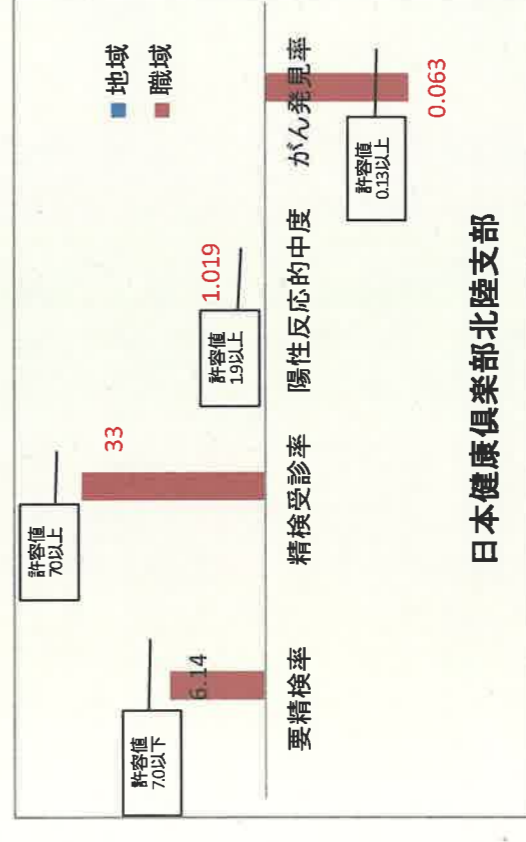 地域
職域
許容値
7.0以下
6.14
要精検率
許容値
70以上
33
精検受診率
許容値
1.9以上
1.019
陽性反応的中度
許容値
0.13以上
0.063
がん発見率
日本健康倶楽部北陸支部